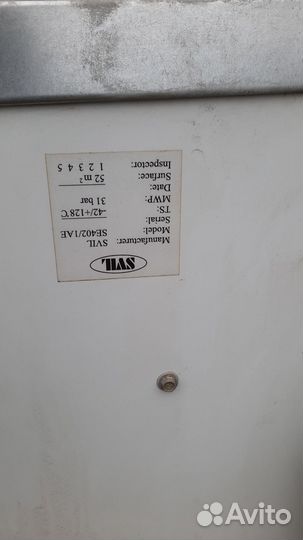 SVIL
Manufacturer: SVIL
Model: SE402/1AE
Serial:
TS: -42/+128°C
MWP: 31 bar
Date:
Surface: 52 m²
Inspector: 1 2 3 4 5
Avito